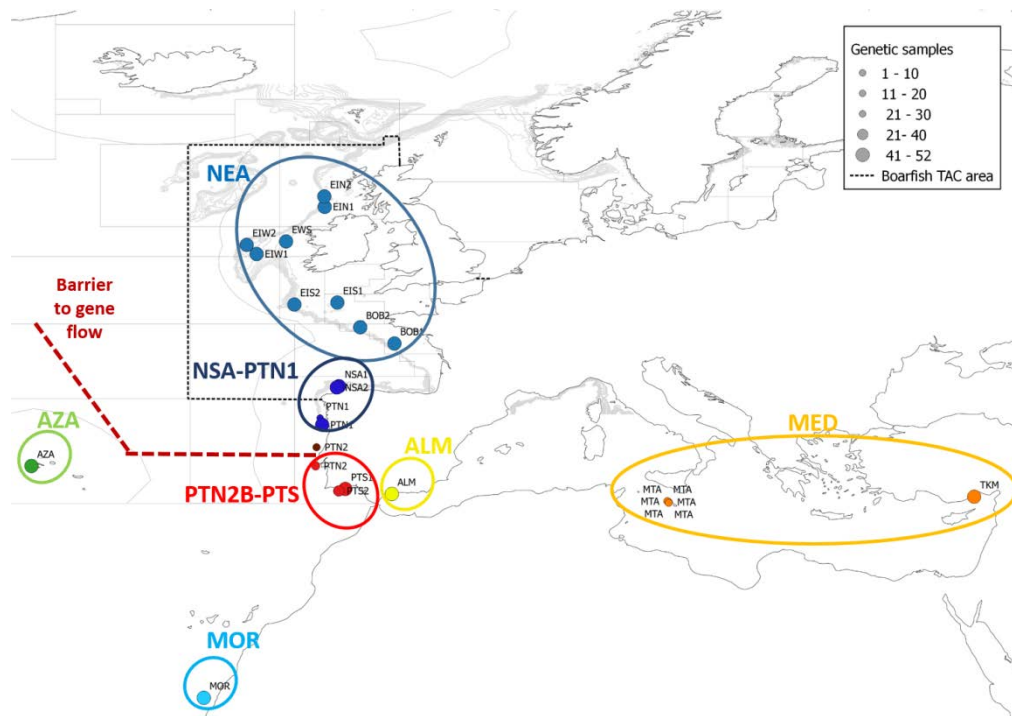 Genetic samples
1 - 10
11 - 20
21 - 30
21- 40
41 - 52
Boarfish TAC area
NEA
EIN2
EIN1
EIW2
EWS
EIW1
EIS2
EIS1
BOB2
BOB1
Barrier
to gene
flow
NSA-PTN1
NSA1
NSA2
PTN1
PTN1
AZA
AZA
PTN2
PTN2
PTN2B-PTS
PTS1
PTS2
ALM
ALM
MED
MTA MTA
MTA MTA
MTA MTA
TKM
MOR
MOR